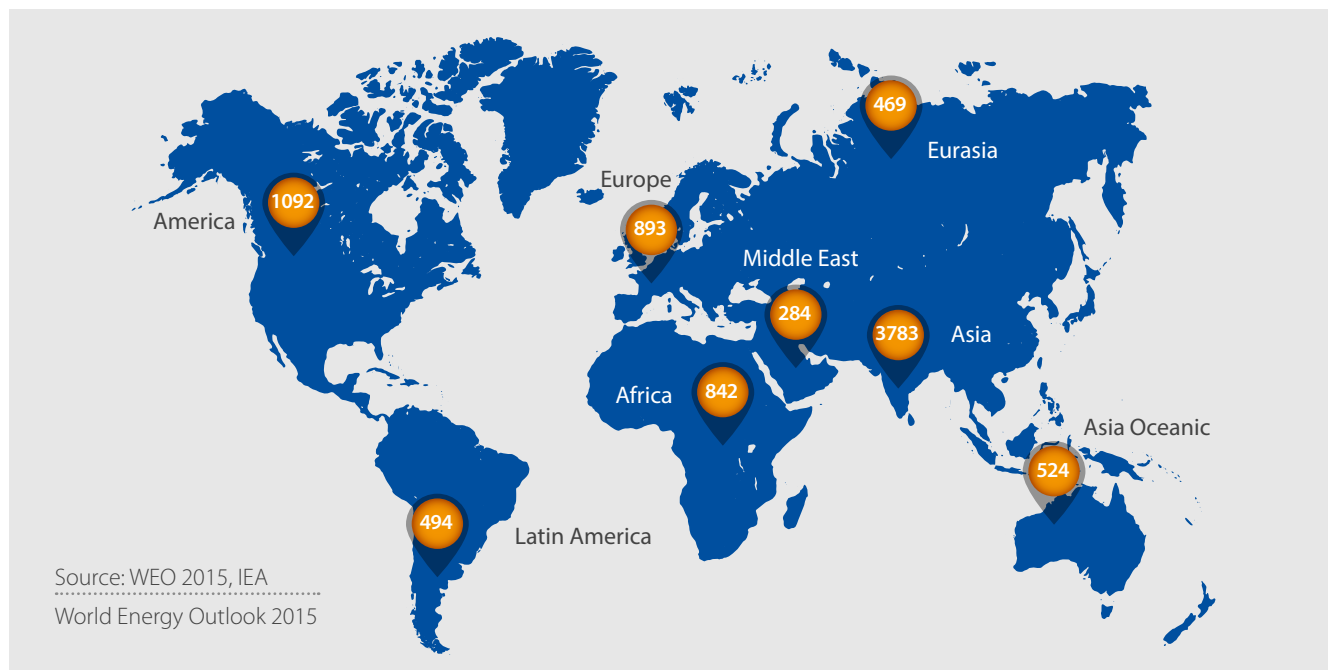 469
Eurasia
Europe
1092
America
893
Middle East
284
3783
Asia
Africa
842
Asia Oceanic
524
494
Latin America
Source: WEO 2015, IEA
World Energy Outlook 2015